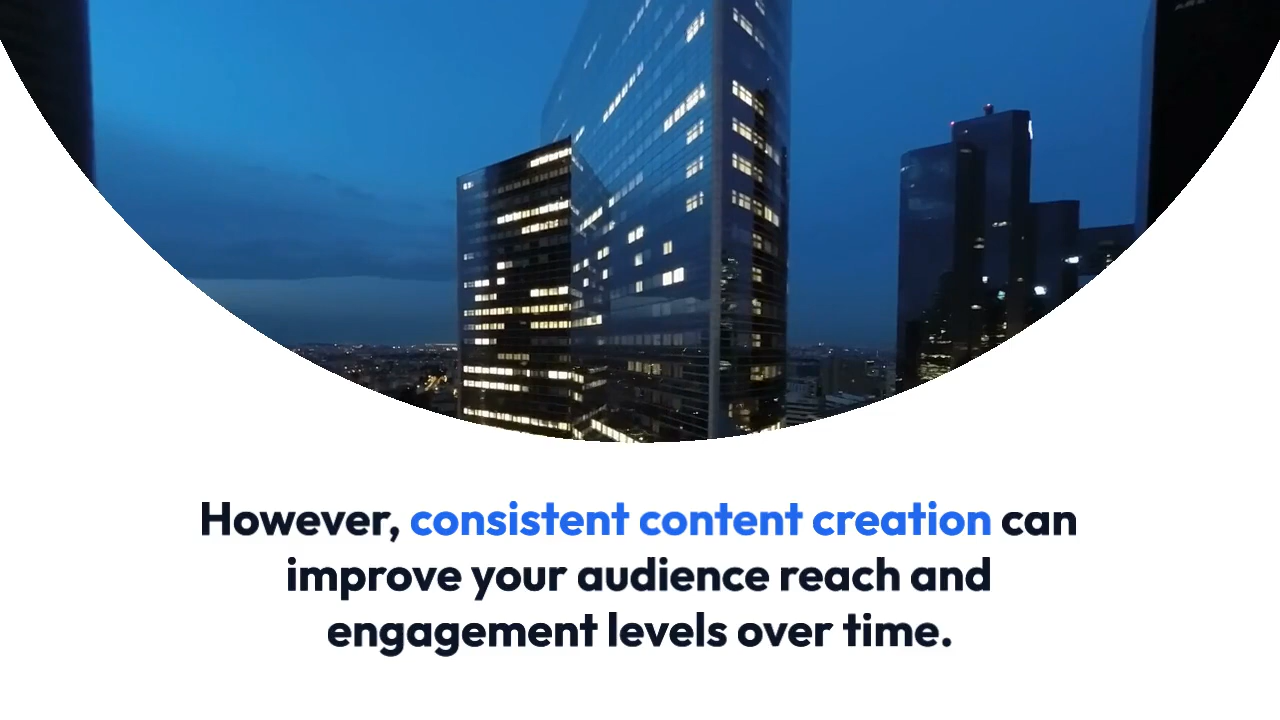 However, consistent content creation can
improve your audience reach and
engagement levels over time.